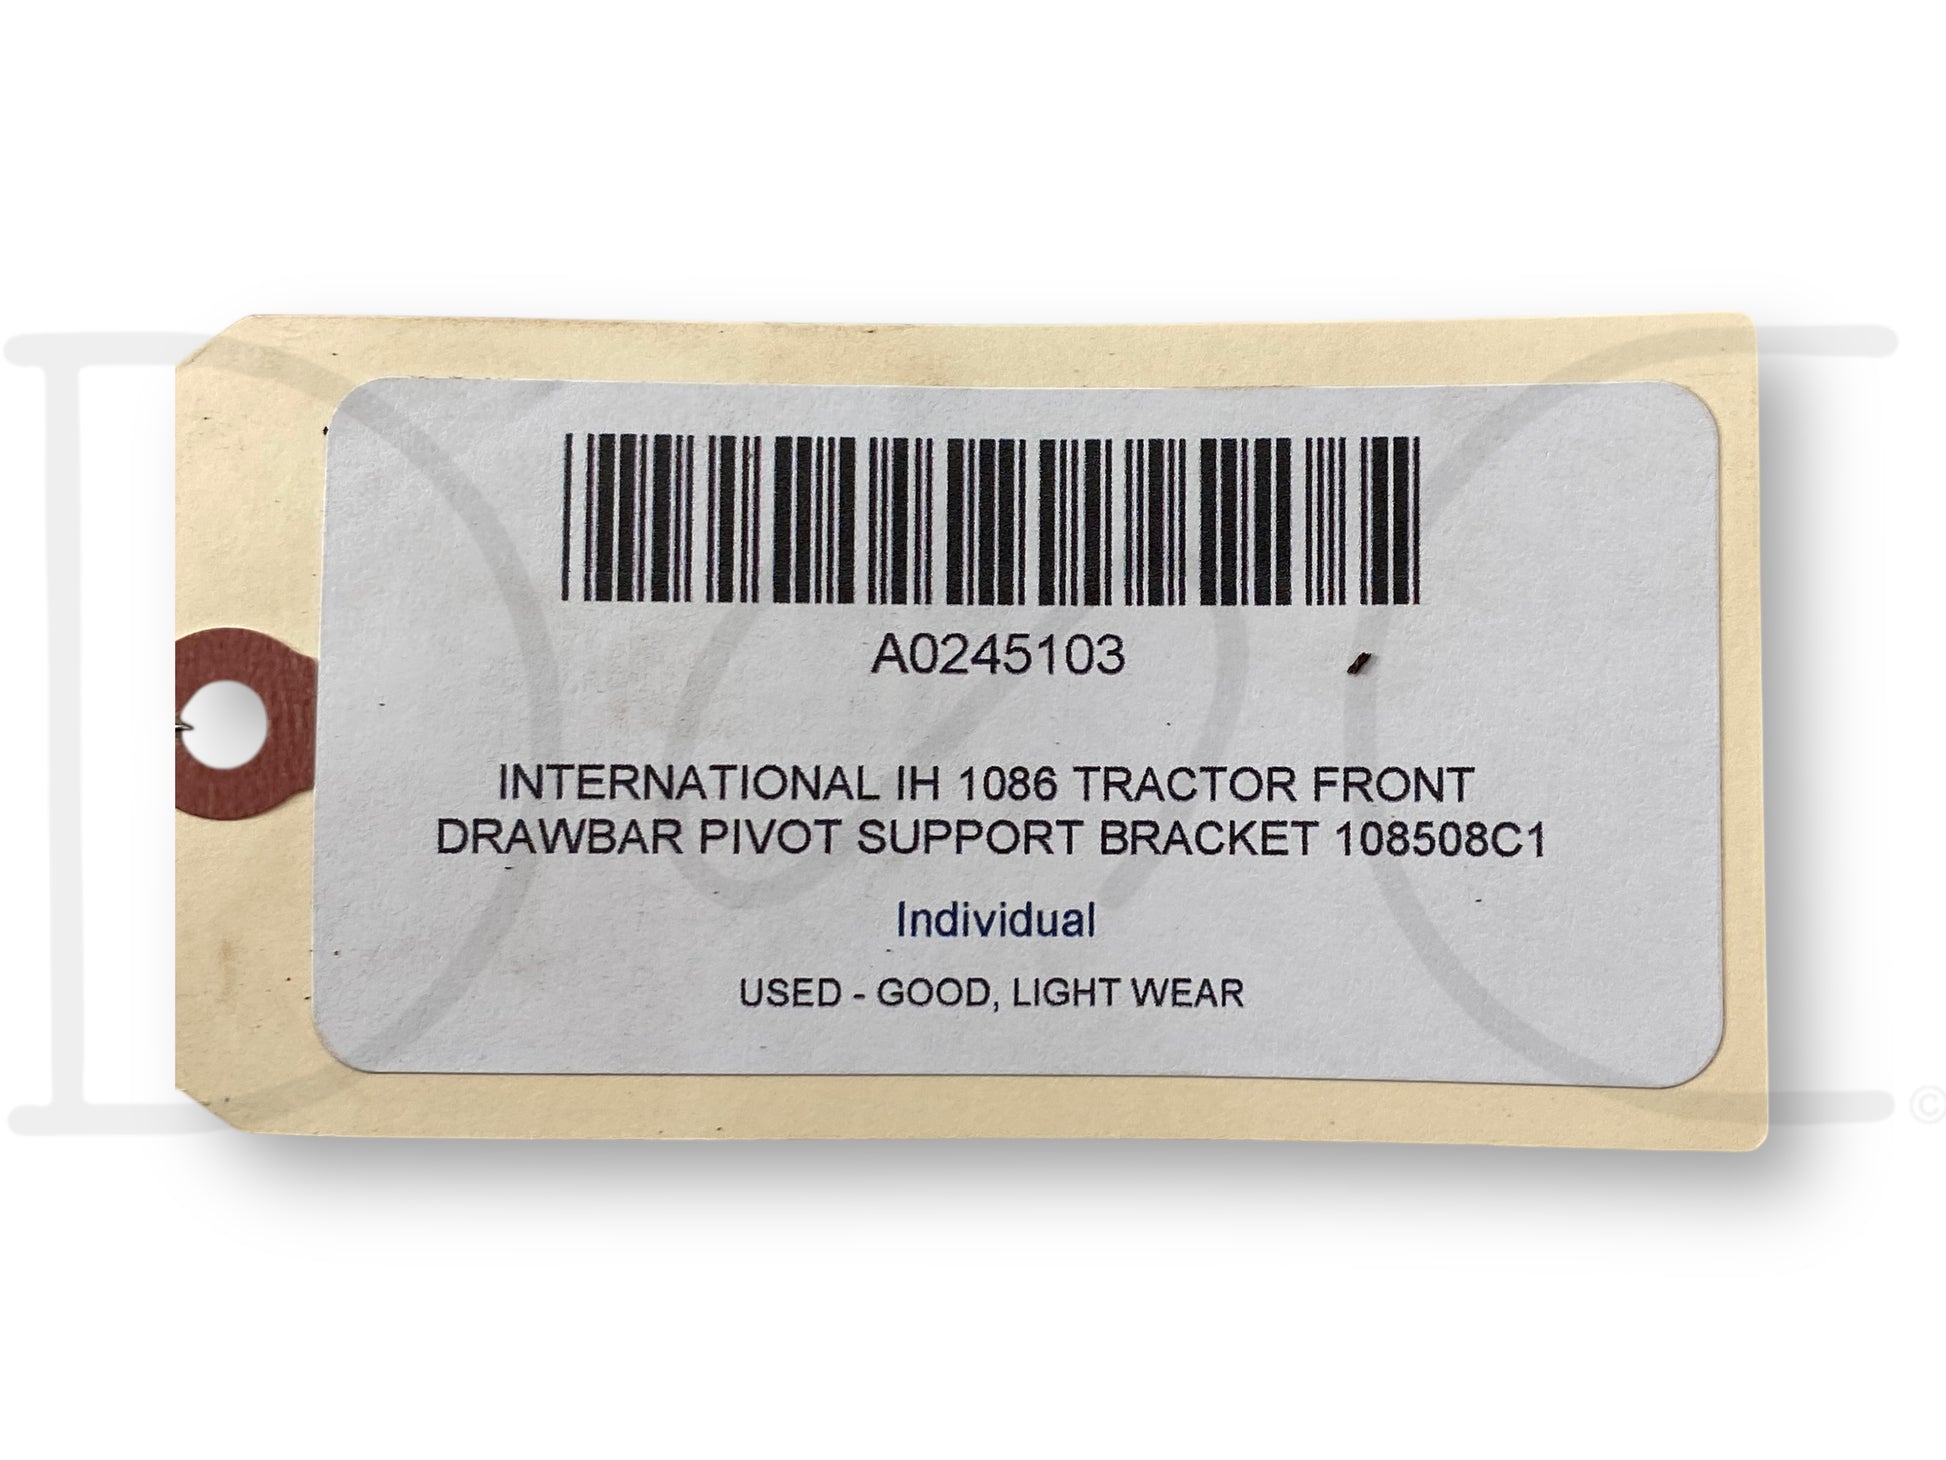 A0245103
INTERNATIONAL IH 1086 TRACTOR FRONT
DRAWBAR PIVOT SUPPORT BRACKET 108508C1
Individual
USED - GOOD, LIGHT WEAR
©